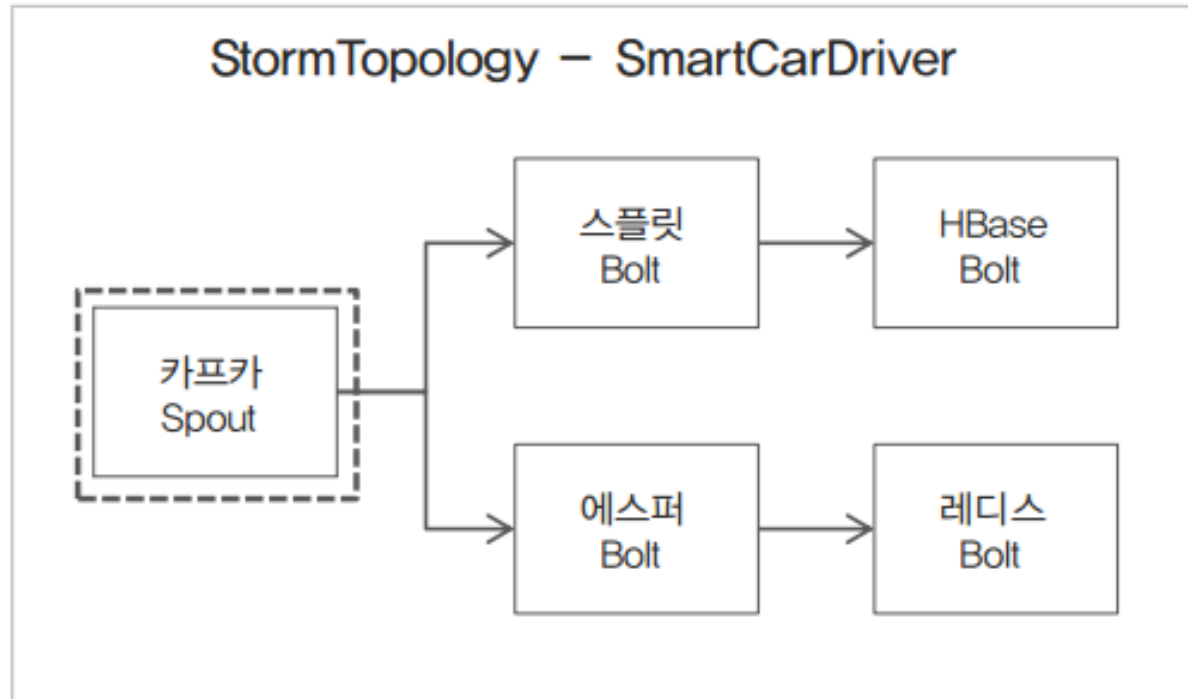 StormTopology – SmartCarDriver
카프카
Spout
스플릿
Bolt
HBase
Bolt
에스퍼
Bolt
레디스
Bolt